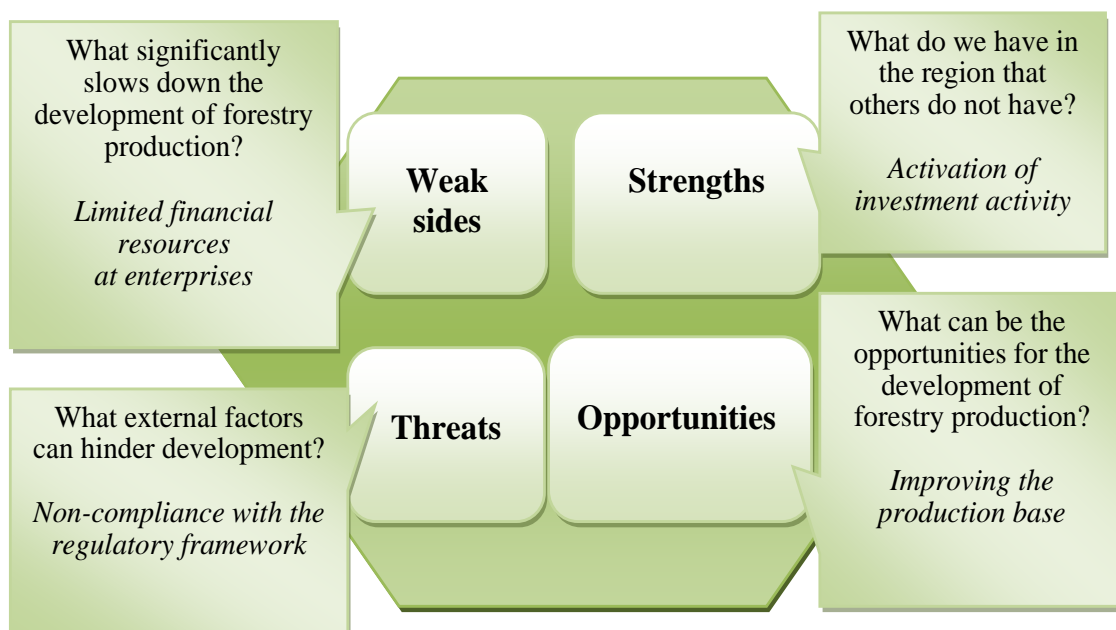 What significantly
slows down the
development of forestry
production?
Limited financial
resources
at enterprises
Weak
sides
Strengths
What do we have in
the region that
others do not have?
Activation of
investment activity
What external factors
can hinder development?
Non-compliance with the
regulatory framework
Threats
Opportunities
What can be the
opportunities for the
development of
forestry production?
Improving the
production base